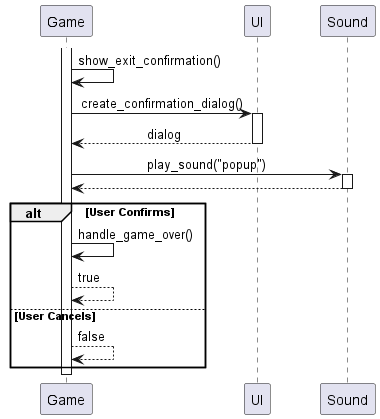 Game UI Sound
show_exit_confirmation()
create_confirmation_dialog()
dialog
play_sound("popup")
alt [User Confirms]
handle_game_over()
true
[User Cancels]
false
Game UI Sound